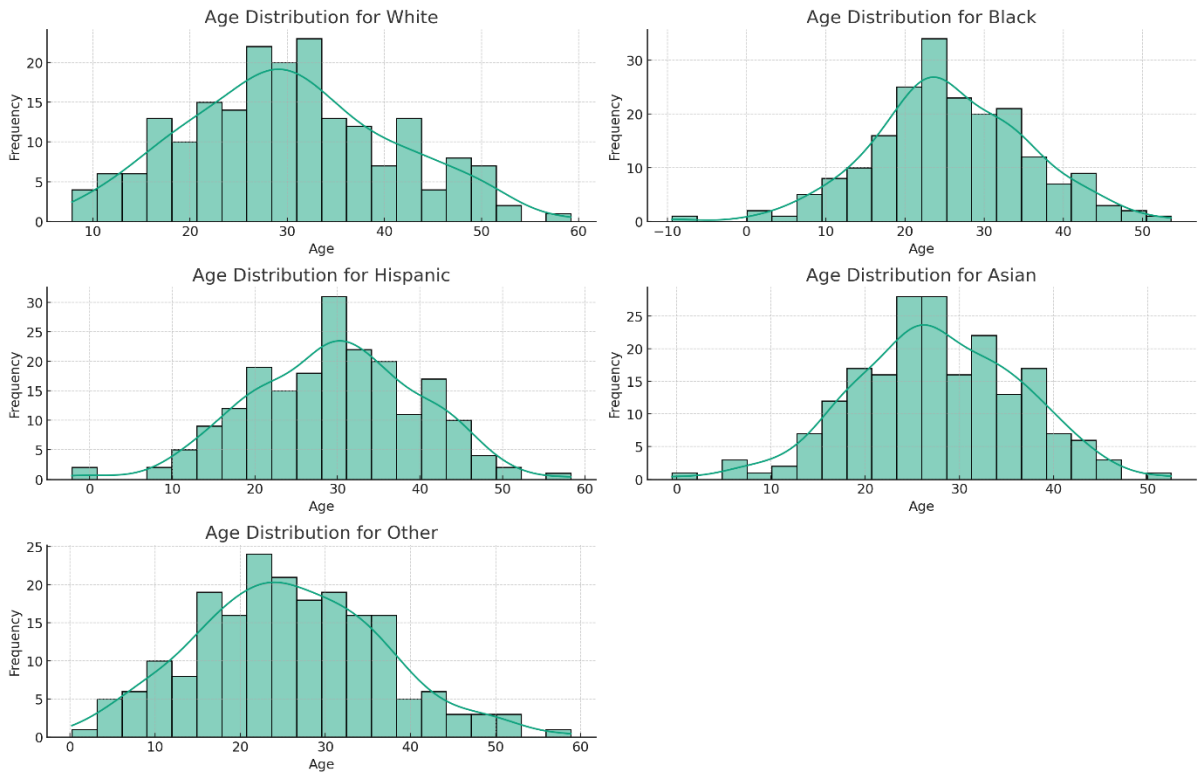 Age Distribution for White
Frequency
20
15
10
5
0
10 20 30 40 50 60
Age
Age Distribution for Black
Frequency
30
20
10
0
−10 0 10 20 30 40 50
Age
Age Distribution for Hispanic
Frequency
30
25
20
15
10
5
0
0 10 20 30 40 50 60
Age
Age Distribution for Asian
Frequency
25
20
15
10
5
0
0 10 20 30 40 50
Age
Age Distribution for Other
Frequency
25
20
15
10
5
0
0 10 20 30 40 50 60
Age